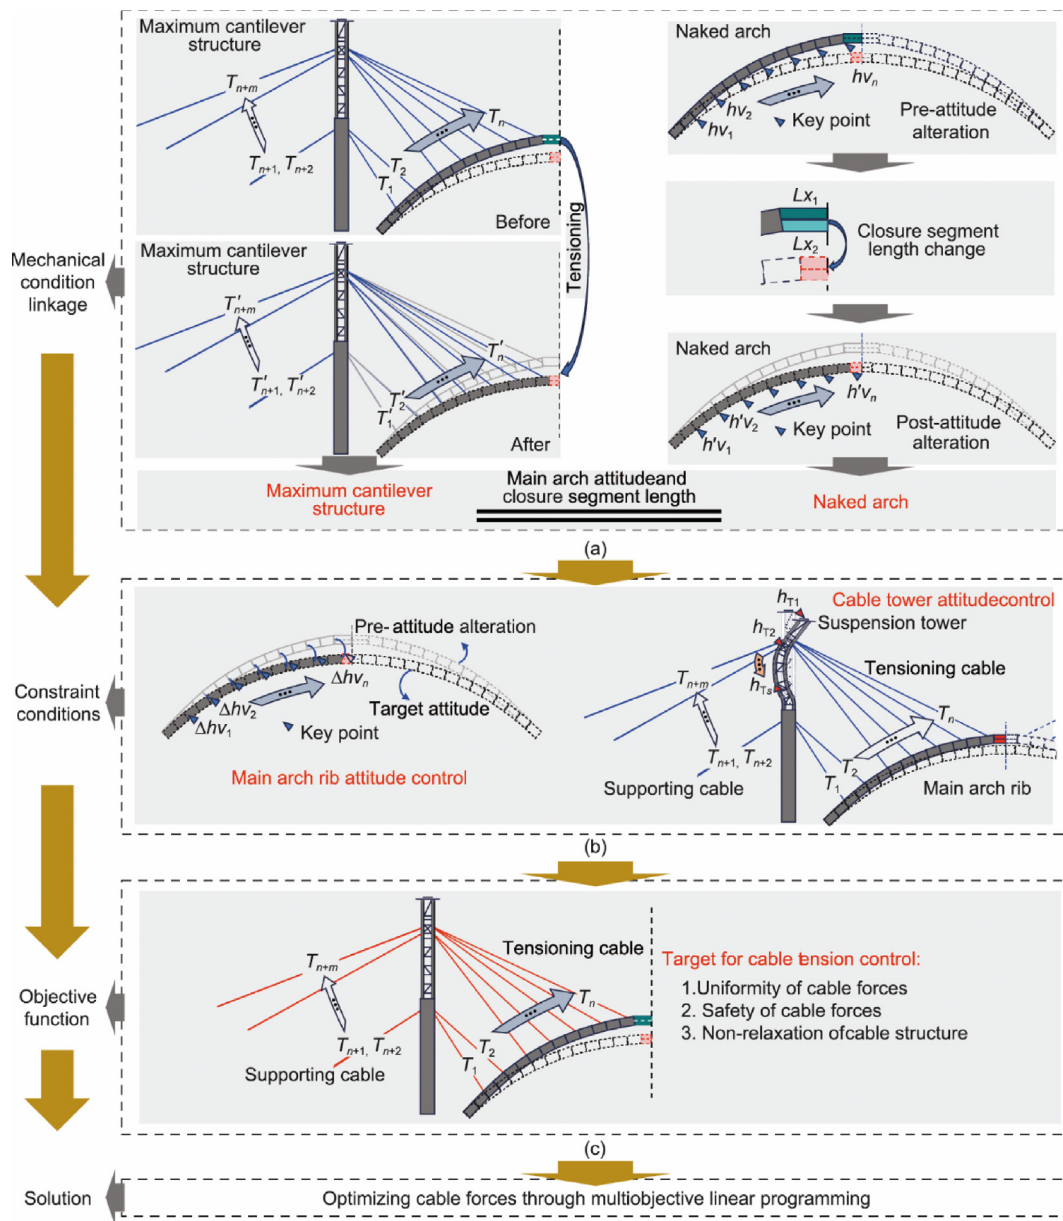 Maximum cantilever
structure
T_{n+m}
T_{n+1}, T_{n+2}
T_n
T_2
T_1
Before
Tensioning
Maximum cantilever
structure
T'_{n+m}
T'_{n+1}, T'_{n+2}
T'_n
T'_2
T'_1
After
Naked arch
hv_n
hv_2
hv_1
Key point
Pre-attitude
alteration
Lx_1
Lx_2
Closure segment
length change
Naked arch
h'v_n
h'v_2
h'v_1
Key point
Post-attitude
alteration
Mechanical
condition
linkage
Maximum cantilever
structure
Main arch attitudeand
closure segment length
Naked arch
(a)
Constraint
conditions
Pre-attitude alteration
Δhv_n
Δhv_2
Δhv_1
Target attitude
Key point
Main arch rib attitude control
h_{T1}
Cable tower attitudecontrol
Suspension tower
h_{T2}
h_{Ts}
Tensioning cable
T_{n+m}
T_n
T_{n+1}, T_{n+2}
T_2
T_1
Supporting cable
Main arch rib
(b)
Objective
function
Tensioning cable
T_{n+m}
T_n
T_{n+1}, T_{n+2}
T_2
T_1
Supporting cable
Target for cable tension control:
1.Uniformity of cable forces
2. Safety of cable forces
3. Non-relaxation ofcable structure
(c)
Solution
Optimizing cable forces through multiobjective linear programming